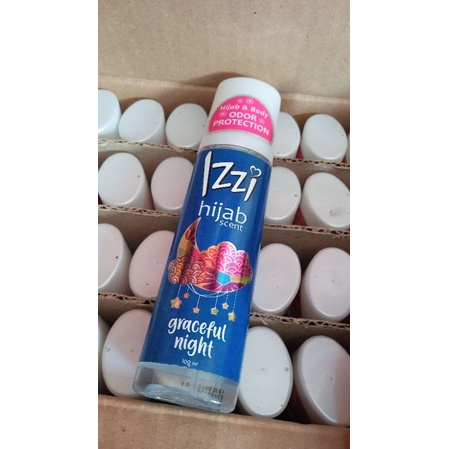 Hijab & Body
ODOR
PROTECTION
Izzi
hijab
scent
graceful
night
100 ml